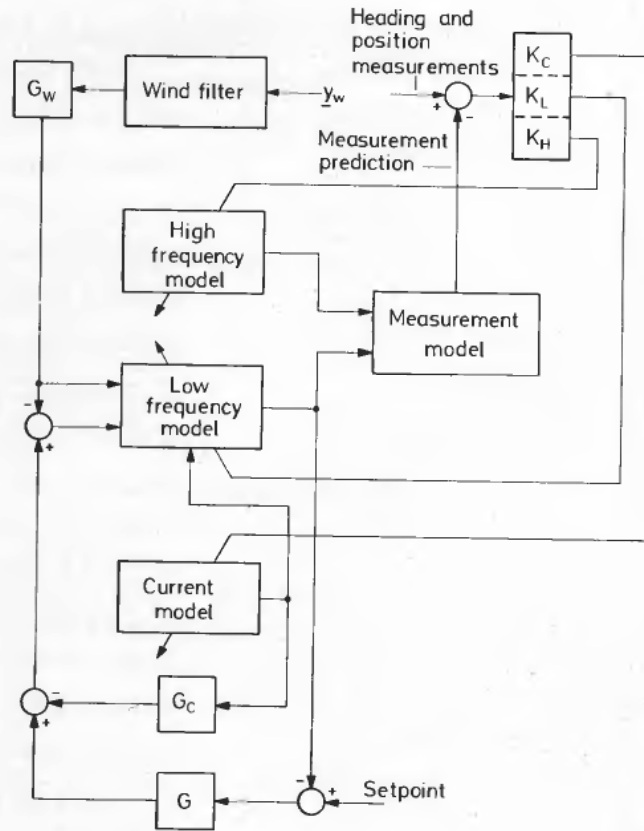 Heading and
position
measurements
G_W
Wind filter
y_w
+
-
K_C
K_L
K_H
Measurement
prediction
High
frequency
model
Measurement
model
Low
frequency
model
-
+
Current
model
-
+
G_C
G
-
+
Setpoint